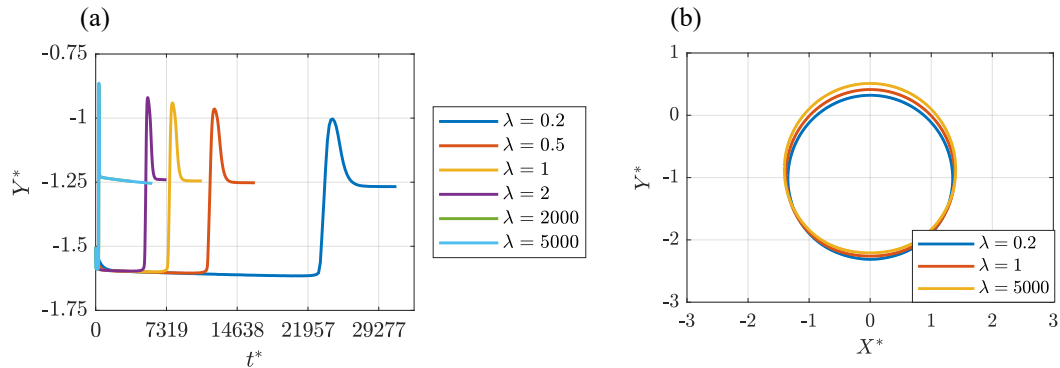 (a)
-0.75
-1
-1.25
-1.5
-1.75
Y*
0 7319 14638 21957 29277
t*
λ = 0.2
λ = 0.5
λ = 1
λ = 2
λ = 2000
λ = 5000
(b)
1
0
-1
-2
-3
Y*
-3 -2 -1 0 1 2 3
X*
λ = 0.2
λ = 1
λ = 5000